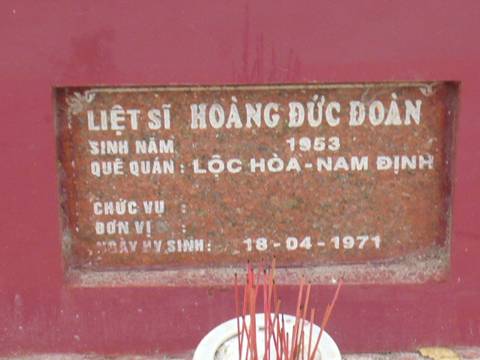 LIỆT SĨ HOÀNG ĐỨC ĐOÀN
SINH NĂM 1953
QUÊ QUÁN : LỘC HÒA - NAM ĐỊNH
CHỨC VỤ :
ĐƠN VỊ :
NGÀY HY SINH : 18 - 04 - 1971